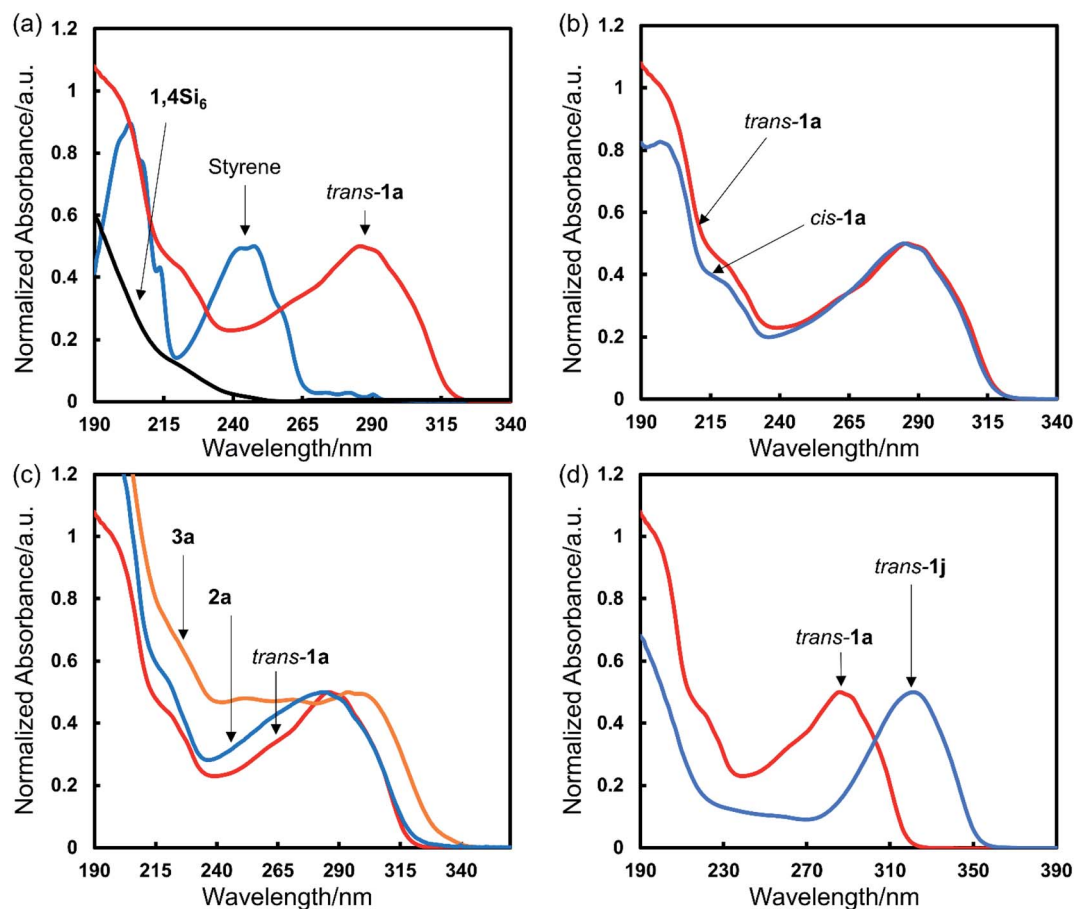 (a)
1.2
1
0.8
0.6
0.4
0.2
0
Normalized Absorbance/a.u.
1,4Si₆
Styrene
trans-1a
190 215 240 265 290 315 340
Wavelength/nm
(b)
1.2
1
0.8
0.6
0.4
0.2
0
Normalized Absorbance/a.u.
trans-1a
cis-1a
190 215 240 265 290 315 340
Wavelength/nm
(c)
1.2
1
0.8
0.6
0.4
0.2
0
Normalized Absorbance/a.u.
3a
2a
trans-1a
190 215 240 265 290 315 340
Wavelength/nm
(d)
1.2
1
0.8
0.6
0.4
0.2
0
Normalized Absorbance/a.u.
trans-1j
trans-1a
190 230 270 310 350 390
Wavelength/nm